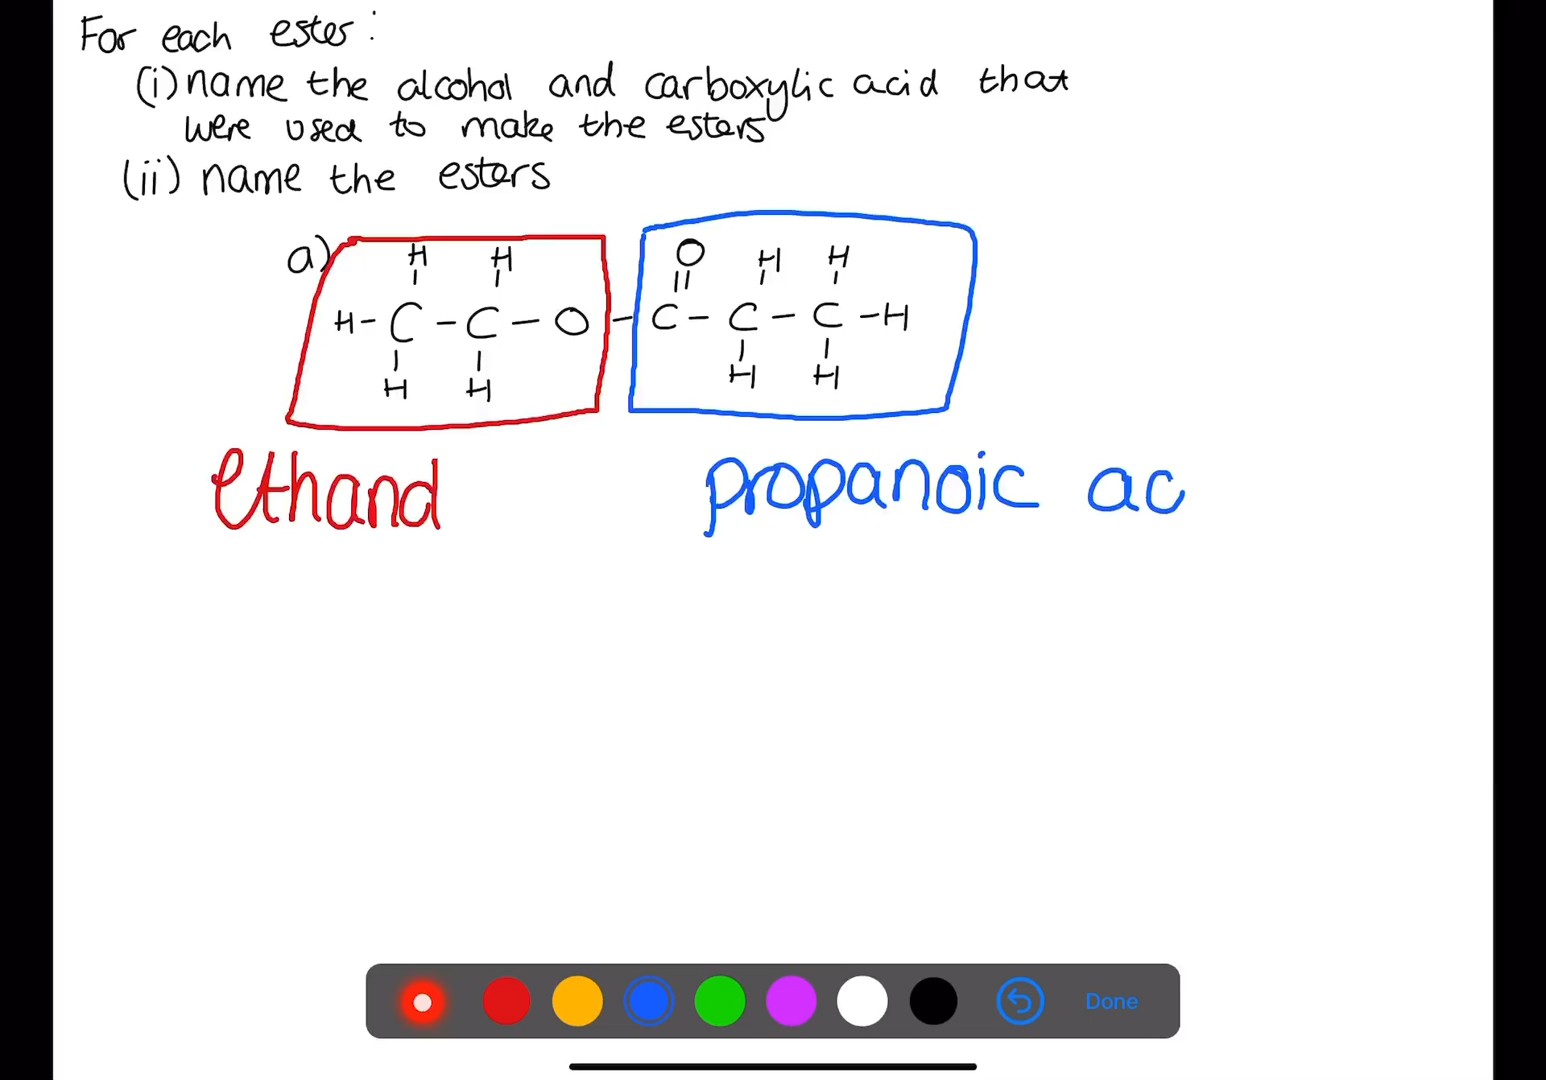 For each ester:
(i) name the alcohol and carboxylic acid that
were used to make the esters
(ii) name the esters
a)
H H O H H
H-C-C-O-C-C-C-H
H H H H
ethanol propanoic ac
Done